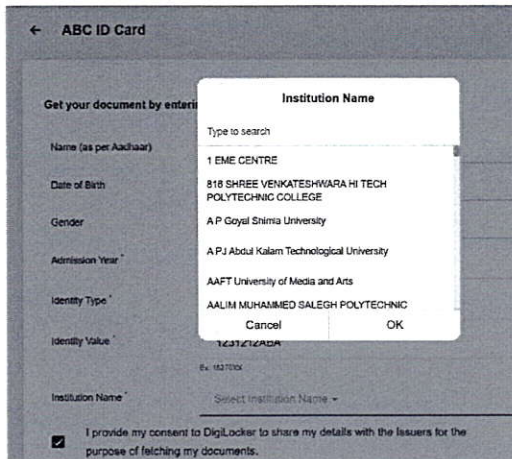 ← ABC ID Card
Get your document by enterin
Institution Name
Type to search
1 EME CENTRE
818 SHREE VENKATESHWARA HI TECH
POLYTECHNIC COLLEGE
A P Goyal Shimla University
A PJ Abdul Kalam Technological University
AAFT University of Media and Arts
AALIM MUHAMMED SALEGH POLYTECHNIC
Cancel OK
Name (as per Aadhaar)
Date of Birth
Gender
Admission Year *
Identity Type *
Identity Value *
1231212ABA
Institution Name *
Select Institution Name
I provide my consent to DigiLocker to share my details with the Issuers for the
purpose of fetching my documents.